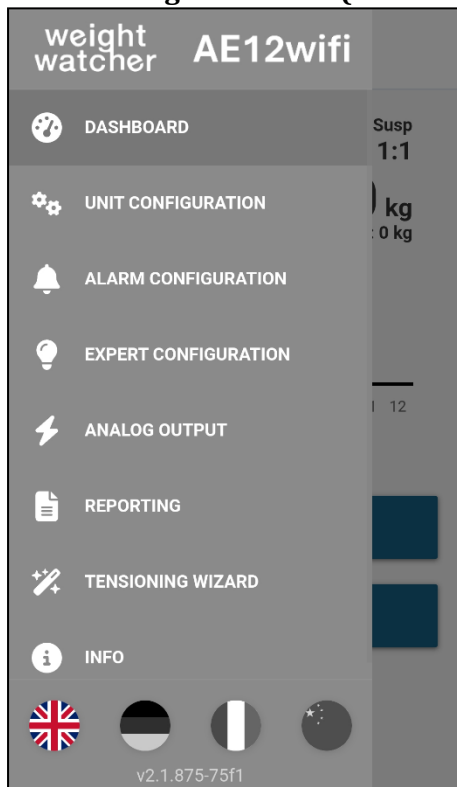 weight
watcher
AE12wifi
DASHBOARD
Susp
1:1
UNIT CONFIGURATION
kg
: 0 kg
ALARM CONFIGURATION
EXPERT CONFIGURATION
12
ANALOG OUTPUT
REPORTING
TENSIONING WIZARD
INFO
v2.1.875-75f1